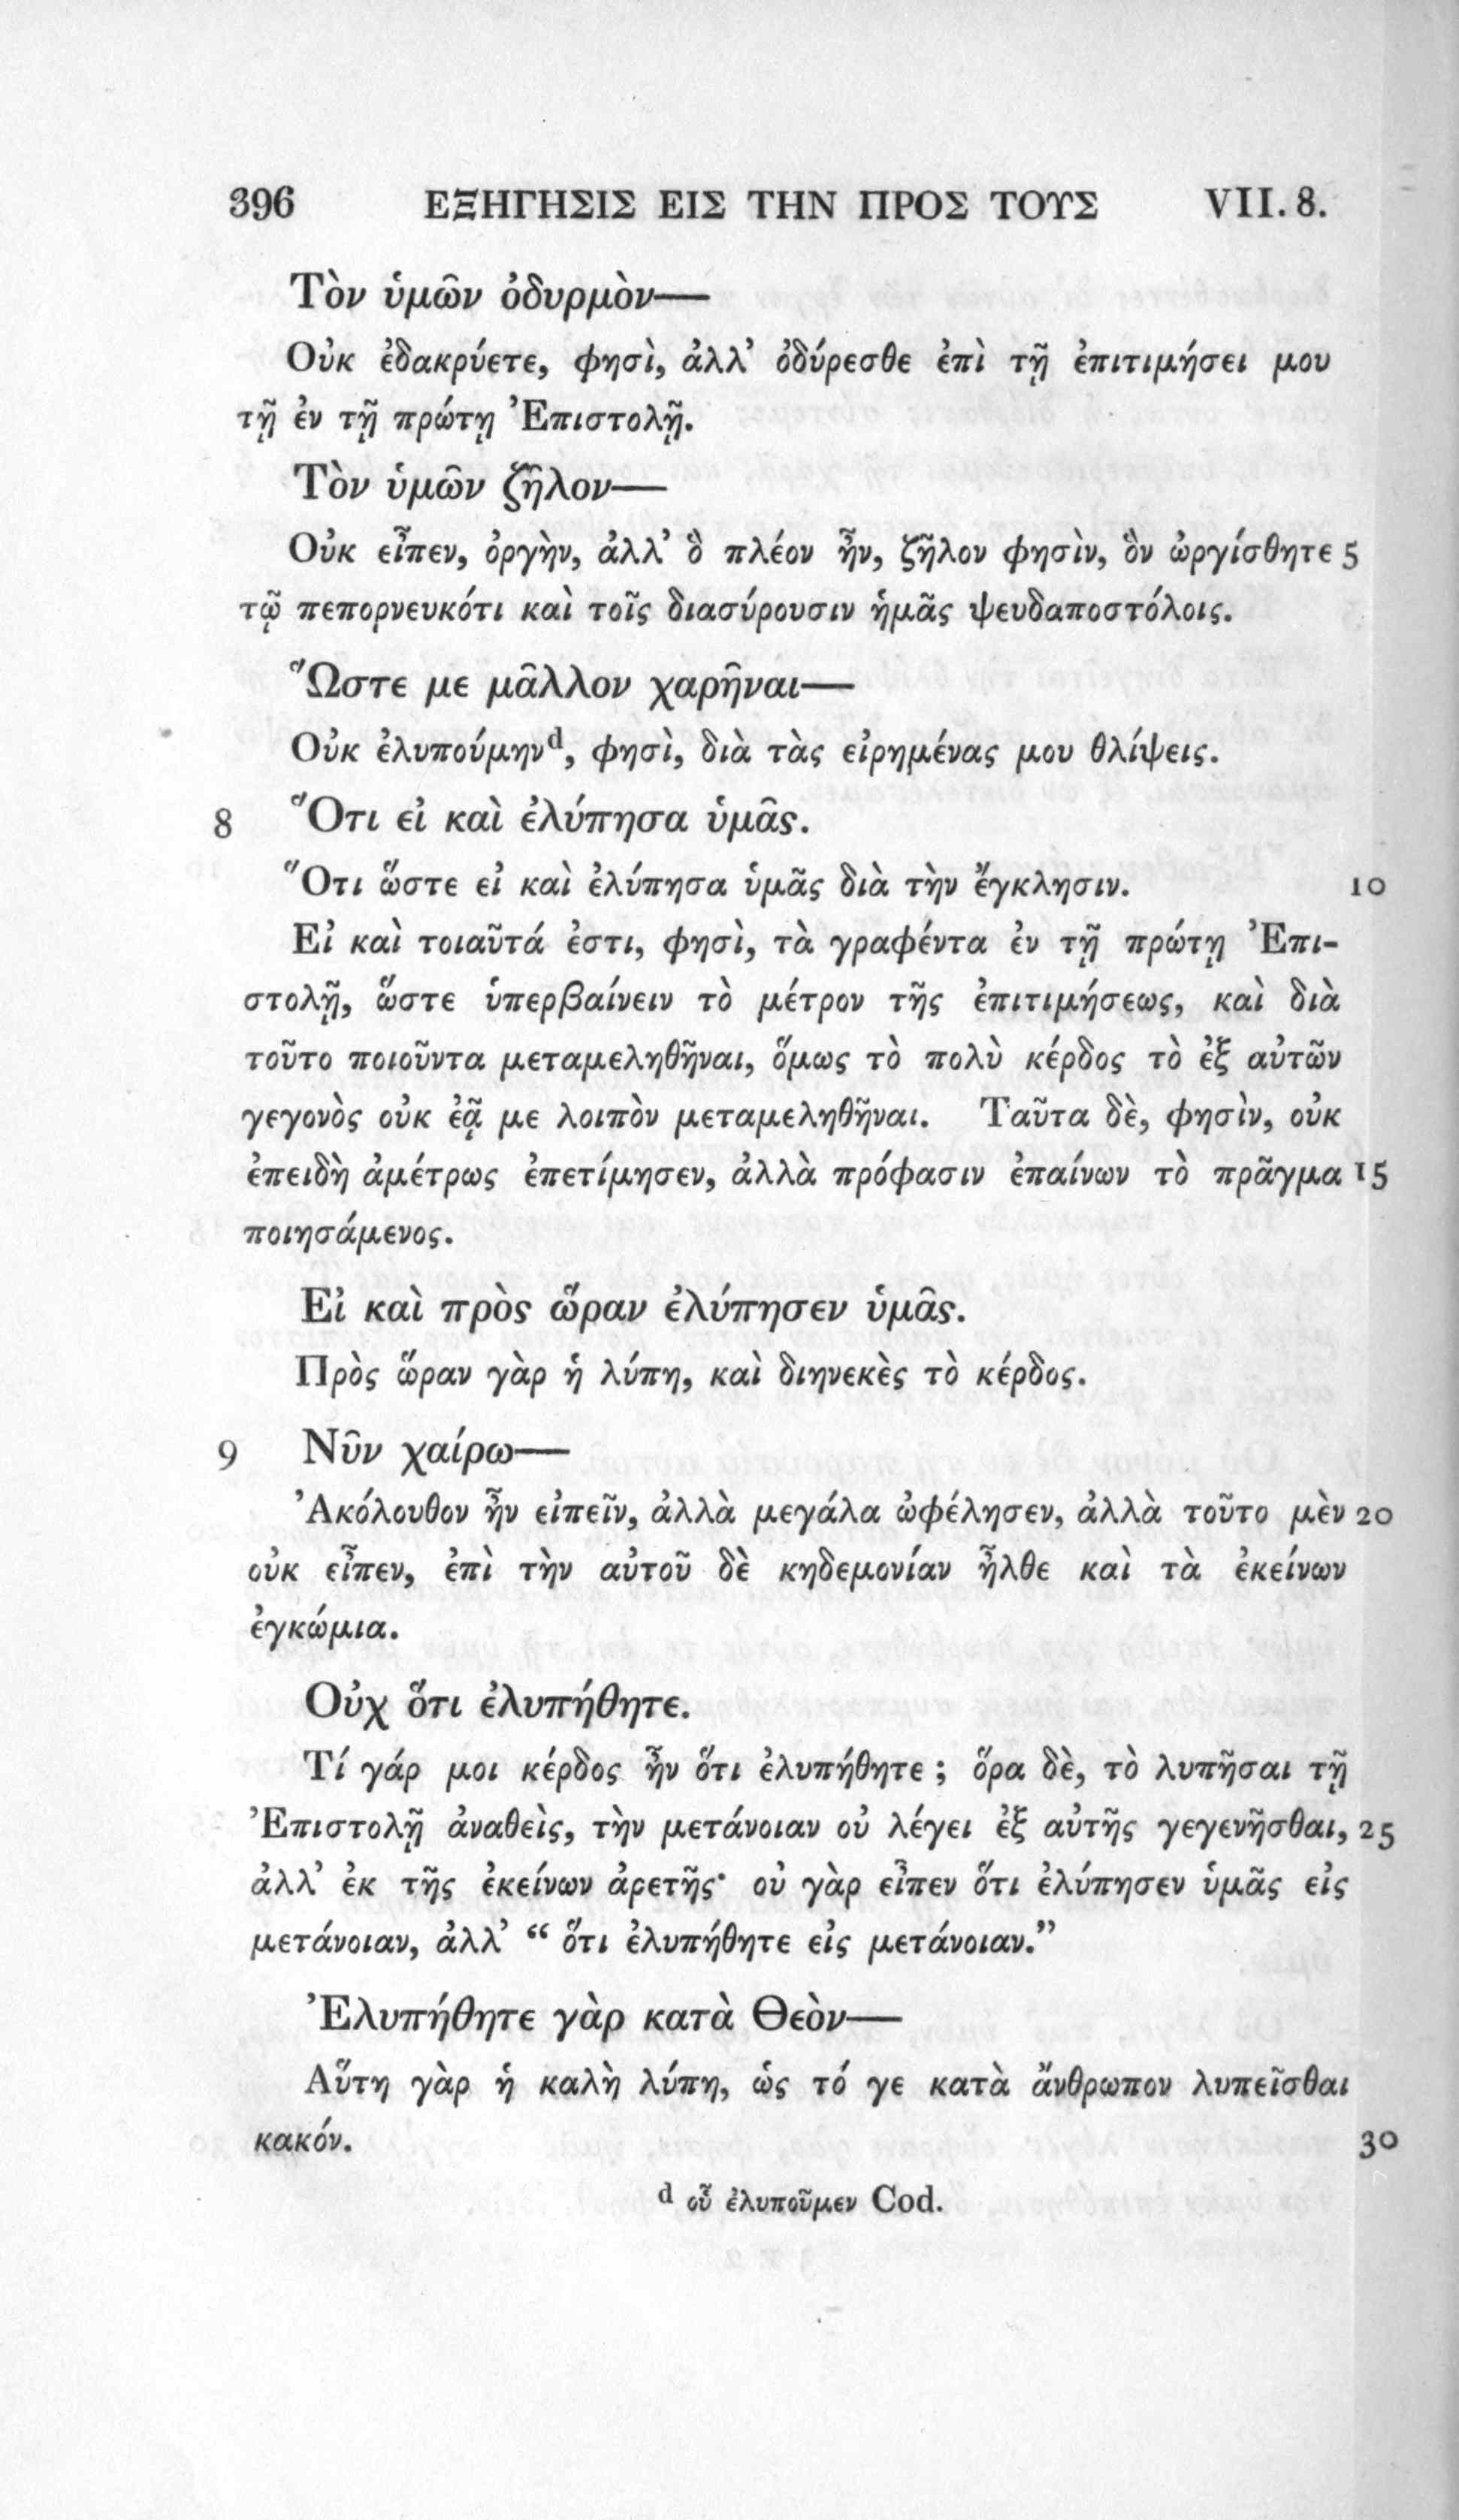 396 ΕΞΗΓΗΣΙΣ ΕΙΣ ΤΗΝ ΠΡΟΣ ΤΟΥΣ VII. 8.
Τὸν ὑμῶν ὀδυρμὸν—
Οὐκ ἐδακρύετε, φησὶ, ἀλλ’ ὀδύρεσθε ἐπὶ τῇ ἐπιτιμήσει μου
τῇ ἐν τῇ πρώτῃ Ἐπιστολῇ.
Τὸν ὑμῶν ζῆλον—
Οὐκ εἶπεν, ὀργὴν, ἀλλ’ ὃ πλέον ἦν, ζῆλον φησὶν, ὃν ὠργίσθητε 5
τῷ πεπορνευκότι καὶ τοῖς διασύρουσιν ἡμᾶς ψευδαποστόλοις.
Ὥστε με μᾶλλον χαρῆναι—
Οὐκ ἐλυπούμην d, φησὶ, διὰ τὰς εἰρημένας μου θλίψεις.
8 Ὅτι εἰ καὶ ἐλύπησα ὑμᾶς.
Ὅτι ὥστε εἰ καὶ ἐλύπησα ὑμᾶς διὰ τὴν ἔγκλησιν. 10
Εἰ καὶ τοιαῦτά ἐστι, φησὶ, τὰ γραφέντα ἐν τῇ πρώτῃ Ἐπι-
στολῇ, ὥστε ὑπερβαίνειν τὸ μέτρον τῆς ἐπιτιμήσεως, καὶ διὰ
τοῦτο ποιοῦντα μεταμεληθῆναι, ὅμως τὸ πολὺ κέρδος τὸ ἐξ αὐτῶν
γεγονὸς οὐκ ἐᾷ με λοιπὸν μεταμεληθῆναι. Ταῦτα δὲ, φησὶν, οὐκ
ἐπειδὴ ἀμέτρως ἐπετίμησεν, ἀλλὰ πρόφασιν ἐπαίνων τὸ πρᾶγμα 15
ποιησάμενος.
Εἰ καὶ πρὸς ὥραν ἐλύπησεν ὑμᾶς.
Πρὸς ὥραν γὰρ ἡ λύπη, καὶ διηνεκὲς τὸ κέρδος.
9 Νῦν χαίρω—
Ἀκόλουθον ἦν εἰπεῖν, ἀλλὰ μεγάλα ὠφέλησεν, ἀλλὰ τοῦτο μὲν 20
οὐκ εἶπεν, ἐπὶ τὴν αὐτοῦ δὲ κηδεμονίαν ἦλθε καὶ τὰ ἐκείνων
ἐγκώμια.
Οὐχ ὅτι ἐλυπήθητε.
Τί γάρ μοι κέρδος ἦν ὅτι ἐλυπήθητε ; ὅρα δὲ, τὸ λυπῆσαι τῇ
Ἐπιστολῇ ἀναθεὶς, τὴν μετάνοιαν οὐ λέγει ἐξ αὐτῆς γεγενῆσθαι, 25
ἀλλ’ ἐκ τῆς ἐκείνων ἀρετῆς· οὐ γὰρ εἶπεν ὅτι ἐλύπησεν ὑμᾶς εἰς
μετάνοιαν, ἀλλ’ “ ὅτι ἐλυπήθητε εἰς μετάνοιαν.”
Ἐλυπήθητε γὰρ κατὰ Θεὸν—
Αὕτη γὰρ ἡ καλὴ λύπη, ὡς τό γε κατὰ ἄνθρωπον λυπεῖσθαι
κακόν. 30
d οὗ ἐλυποῦμεν Cod.